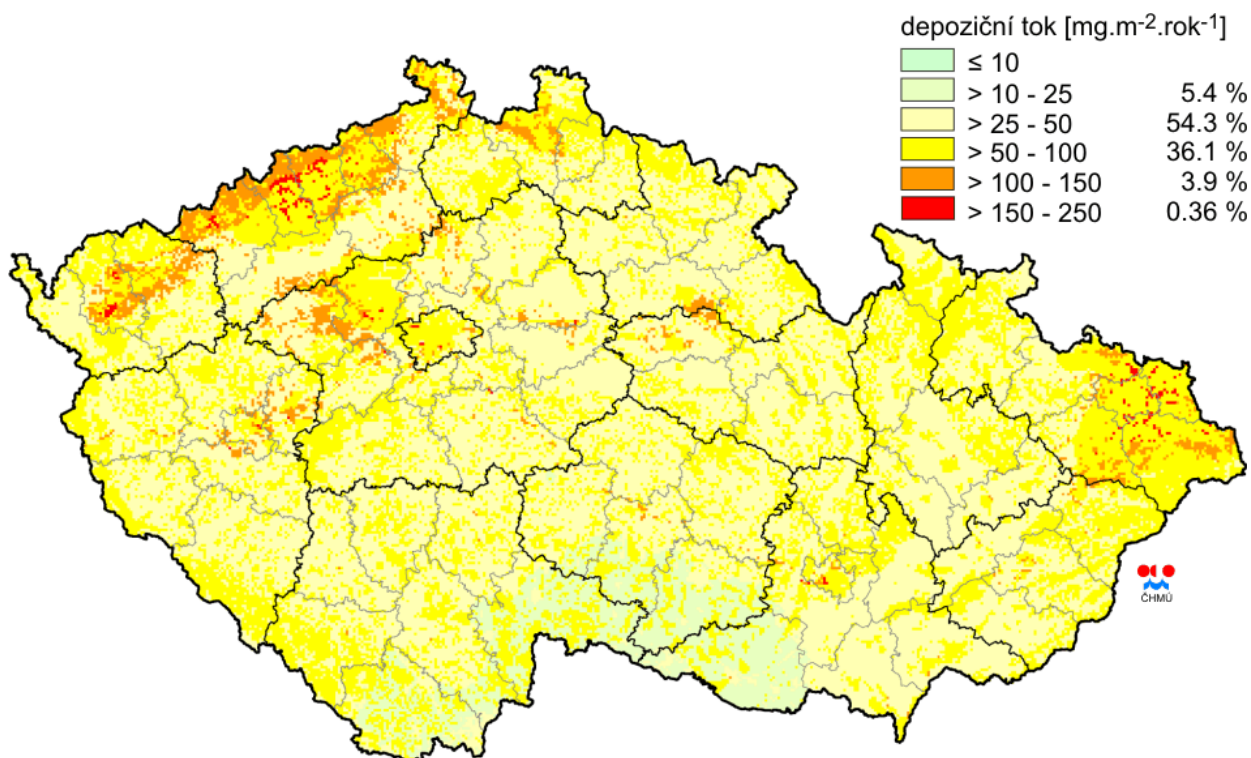 depoziční tok [mg.m-2.rok-1]
≤ 10
> 10 - 25 5.4 %
> 25 - 50 54.3 %
> 50 - 100 36.1 %
> 100 - 150 3.9 %
> 150 - 250 0.36 %
ČHMÚ